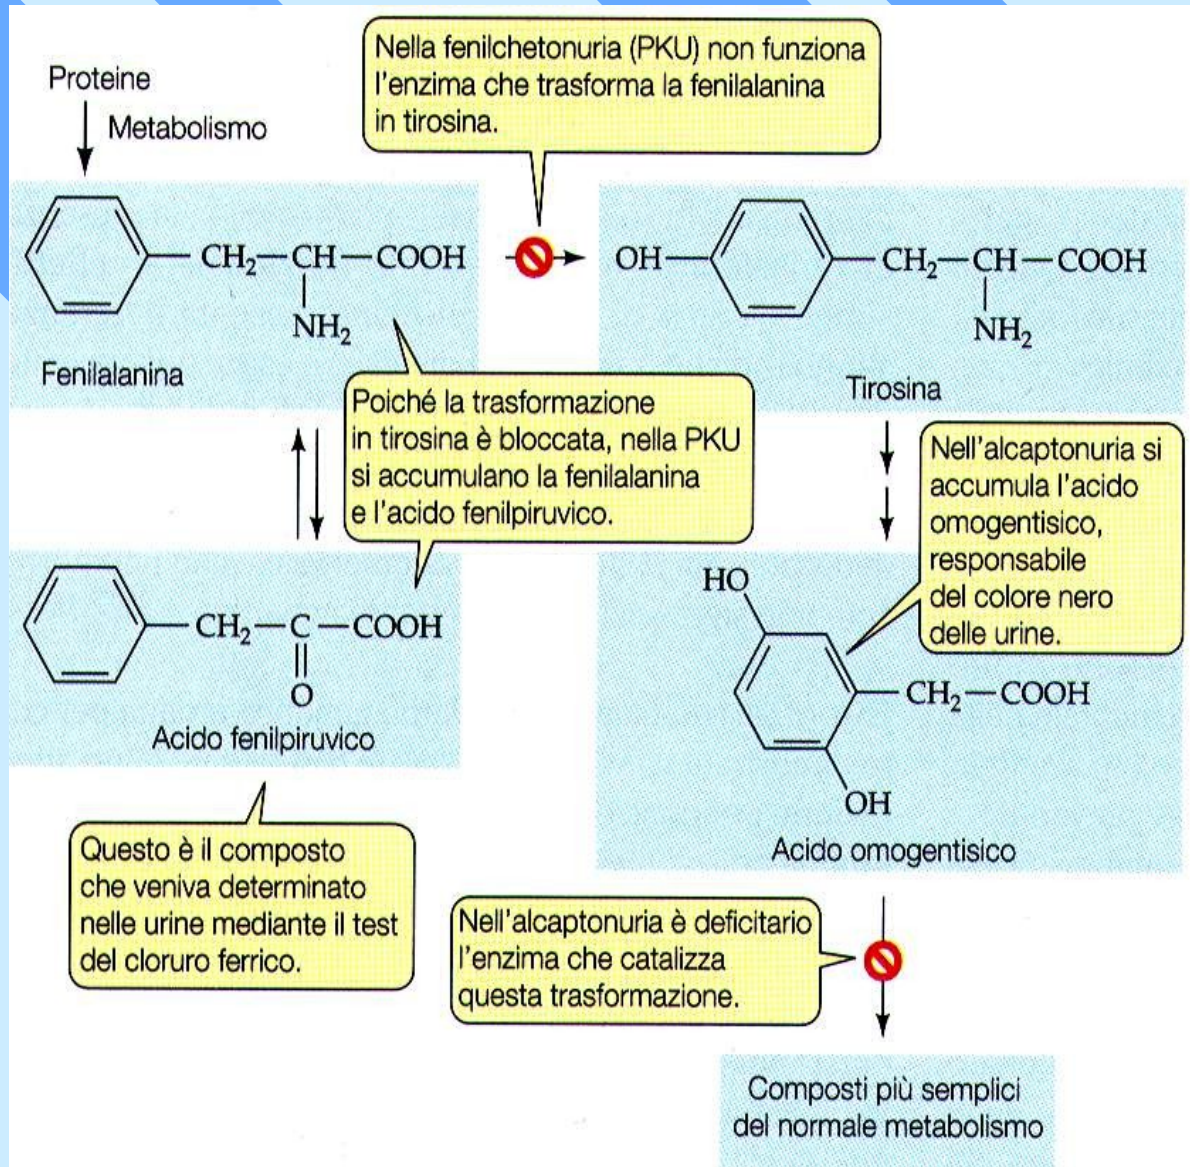 Nella fenilchetonuria (PKU) non funziona
l'enzima che trasforma la fenilalanina
in tirosina.
Proteine
Metabolismo
CH2—CH—COOH
NH2
Fenilalanina
OH
CH2—CH—COOH
NH2
Tirosina
Poiché la trasformazione
in tirosina è bloccata, nella PKU
si accumulano la fenilalanina
e l'acido fenilpiruvico.
Nell'alcaptonuria si
accumula l'acido
omogentisico,
responsabile
del colore nero
delle urine.
CH2—C—COOH
O
Acido fenilpiruvico
HO
CH2—COOH
OH
Acido omogentisico
Questo è il composto
che veniva determinato
nelle urine mediante il test
del cloruro ferrico.
Nell'alcaptonuria è deficitario
l'enzima che catalizza
questa trasformazione.
Composti più semplici
del normale metabolismo